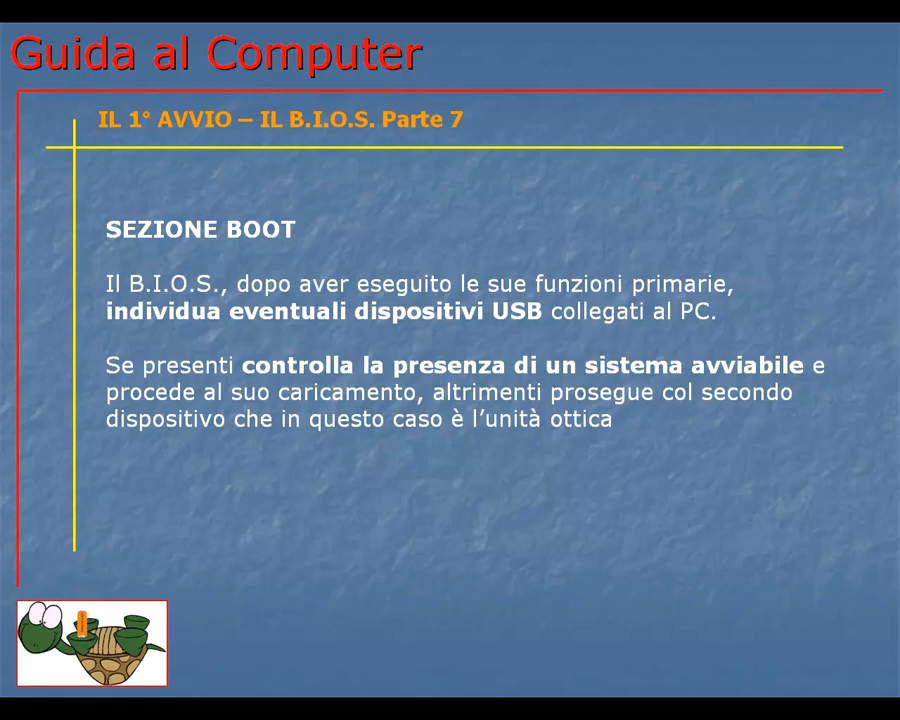 Guida al Computer
IL 1° AVVIO – IL B.I.O.S. Parte 7
SEZIONE BOOT
Il B.I.O.S., dopo aver eseguito le sue funzioni primarie,
individua eventuali dispositivi USB collegati al PC.
Se presenti controlla la presenza di un sistema avviabile e
procede al suo caricamento, altrimenti prosegue col secondo
dispositivo che in questo caso è l’unità ottica